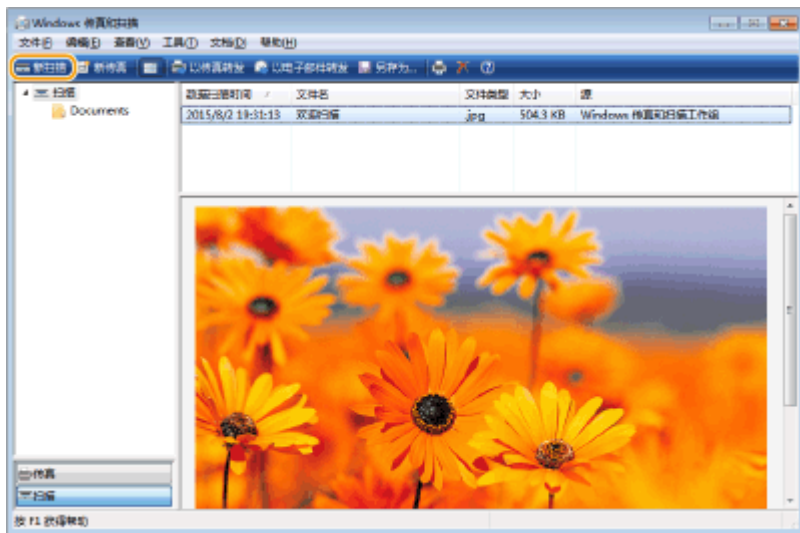 Windows 传真和扫描
文件(F) 编辑(E) 查看(V) 工具(T) 文档(D) 帮助(H)
新扫描 新传真 以传真转发 以电子邮件转发 另存为...
扫描
Documents
数据扫描时间 文件名 文件类型 大小 源
2015/8/2 19:31:13 欢迎扫描 .jpg 504.3 KB Windows 传真和扫描工作组
传真
扫描
按 F1 获得帮助